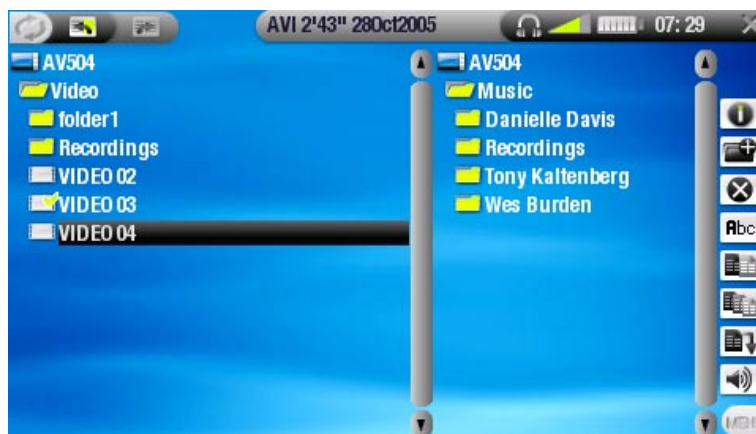 AVI 2'43" 28Oct2005
07:29
AV504
Video
folder1
Recordings
VIDEO 02
VIDEO 03
VIDEO 04
AV504
Music
Danielle Davis
Recordings
Tony Kaltenberg
Wes Burden
Abc